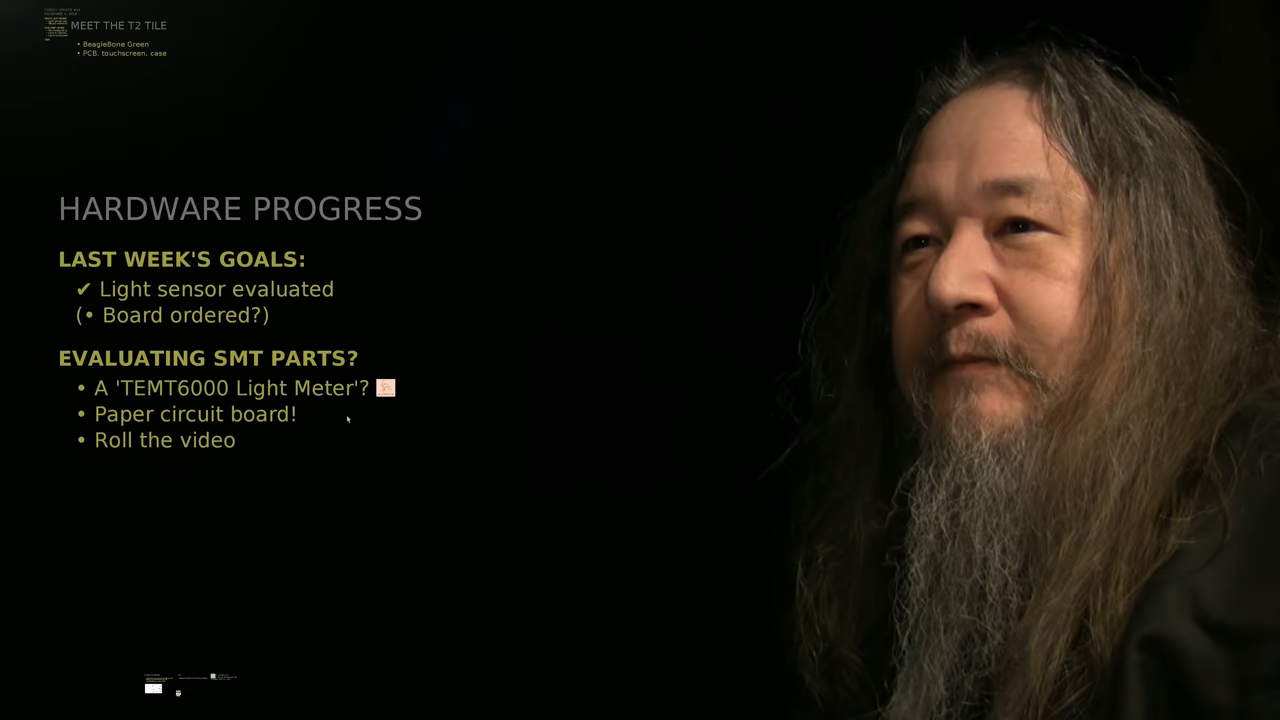 MEET THE T2 TILE
• BeagleBone Green
• PCB, touchscreen, case
HARDWARE PROGRESS
LAST WEEK'S GOALS:
✔ Light sensor evaluated
(• Board ordered?)
EVALUATING SMT PARTS?
• A 'TEMT6000 Light Meter'?
• Paper circuit board!
• Roll the video